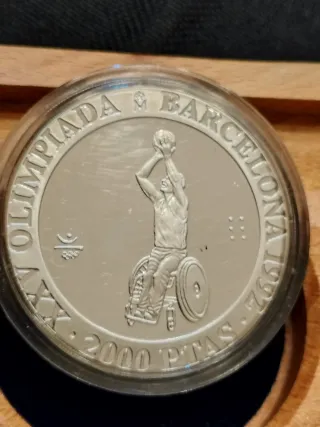 XXV OLIMPIADA BARCELONA 1992
· 2000 PTAS ·